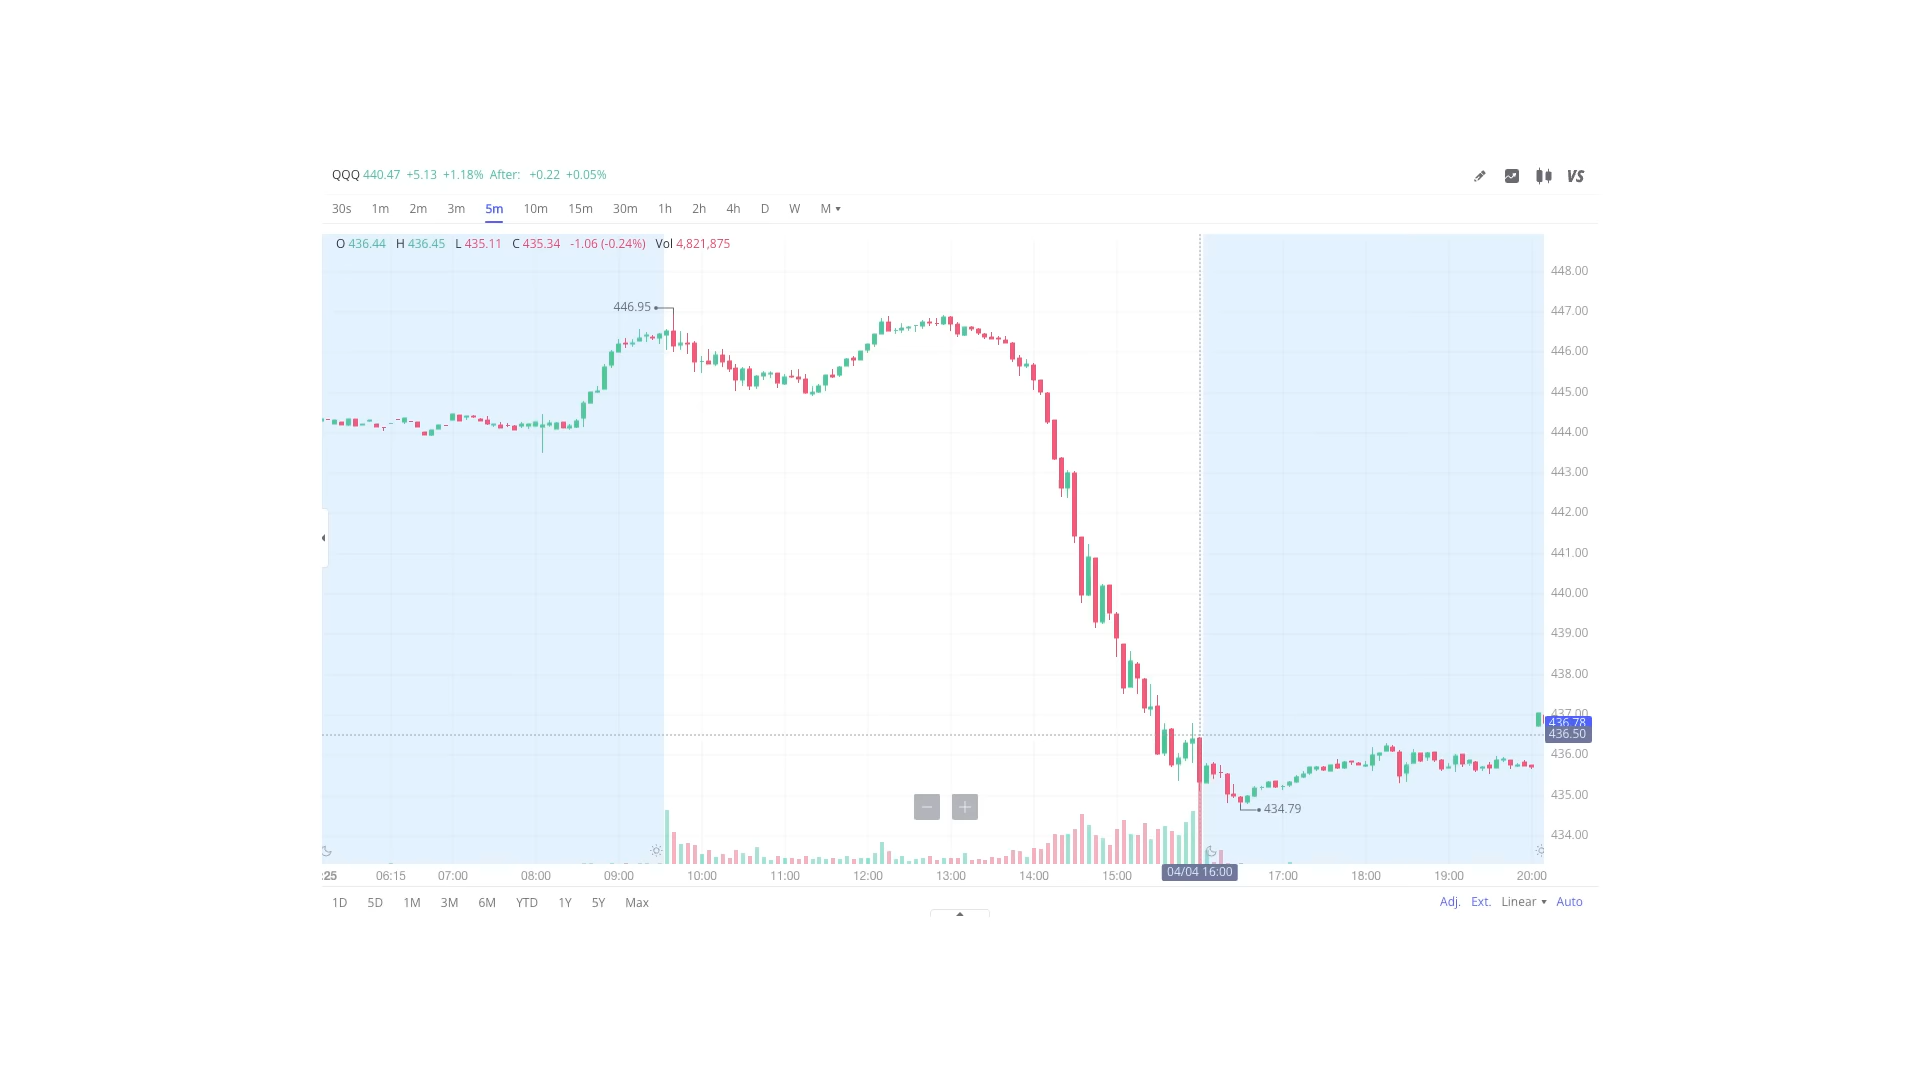 QQQ 440.47 +5.13 +1.18% After: +0.22 +0.05%
VS
30s 1m 2m 3m 5m 10m 15m 30m 1h 2h 4h D W M
O 436.44 H 436.45 L 435.11 C 435.34 -1.06 (-0.24%) Vol 4,821,875
448.00
446.95
447.00
446.00
445.00
444.00
443.00
442.00
441.00
440.00
439.00
438.00
437.00
436.78
436.50
436.00
435.00
434.79
434.00
:25 06:15 07:00 08:00 09:00 10:00 11:00 12:00 13:00 14:00 15:00 04/04 16:00 17:00 18:00 19:00 20:00
1D 5D 1M 3M 6M YTD 1Y 5Y Max
Adj. Ext. Linear Auto